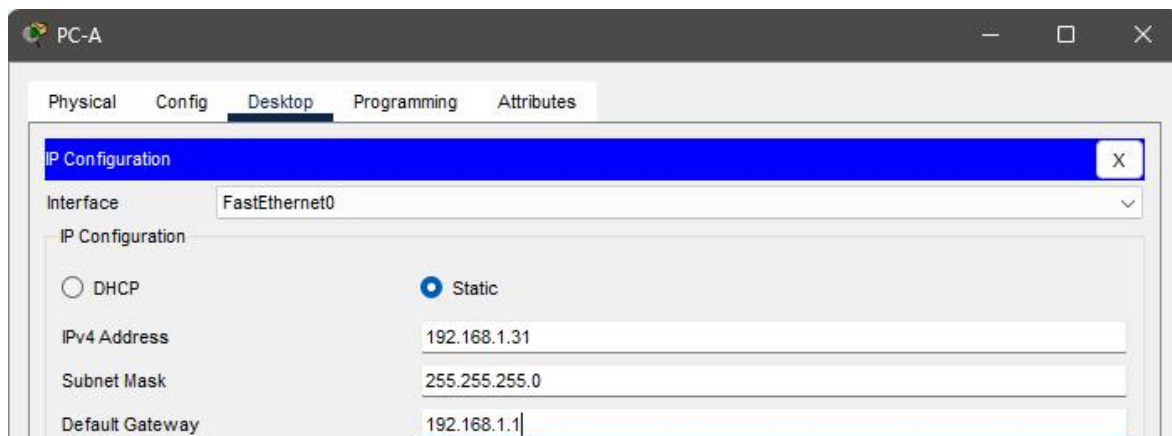 PC-A
Physical Config Desktop Programming Attributes
IP Configuration X
Interface FastEthernet0
IP Configuration
DHCP Static
IPv4 Address 192.168.1.31
Subnet Mask 255.255.255.0
Default Gateway 192.168.1.1